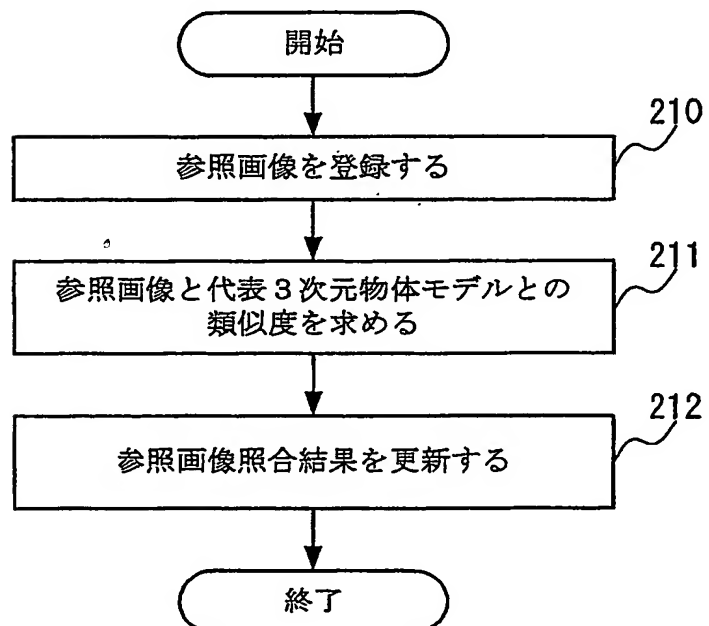 開始
210
参照画像を登録する
211
参照画像と代表3次元物体モデルとの
類似度を求める
212
参照画像照合結果を更新する
終了